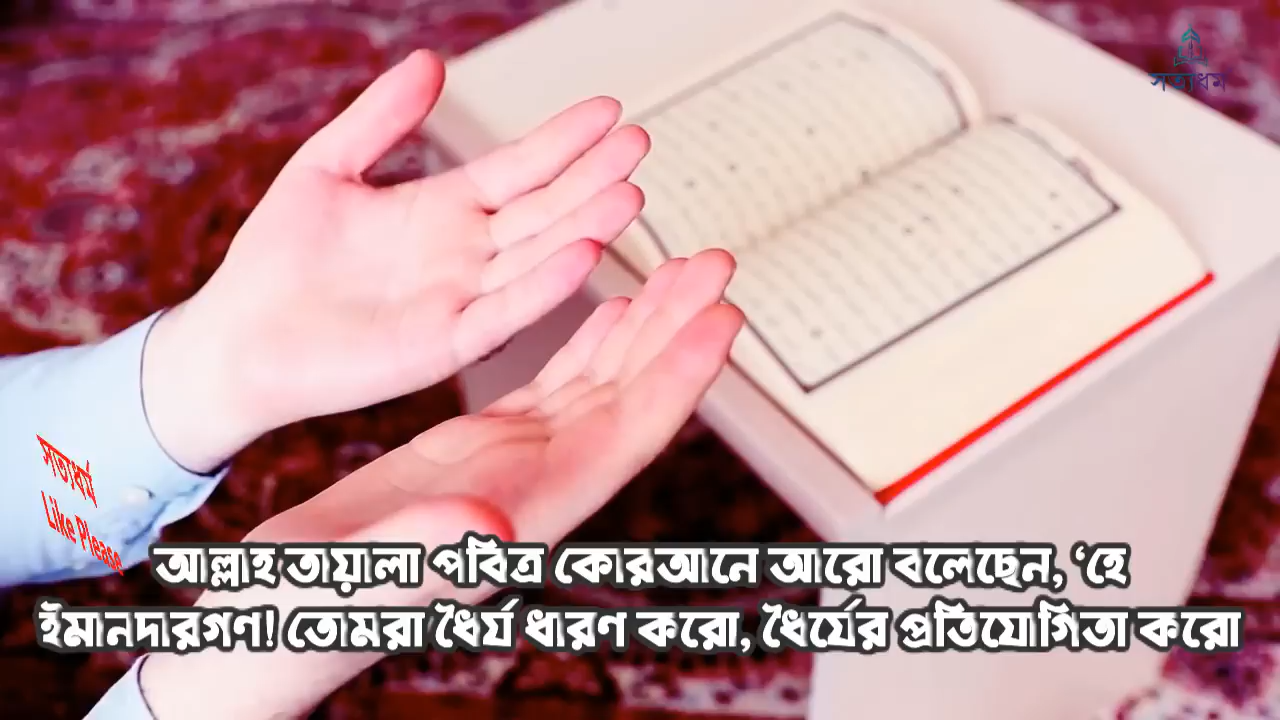 সত্যধর্ম
সত্যধর্ম
Like Please
আল্লাহ তায়ালা পবিত্র কোরআনে আরো বলেছেন, ‘হে
ঈমানদারগণ! তোমরা ধৈর্য ধারণ করো, ধৈর্যের প্রতিযোগিতা করো